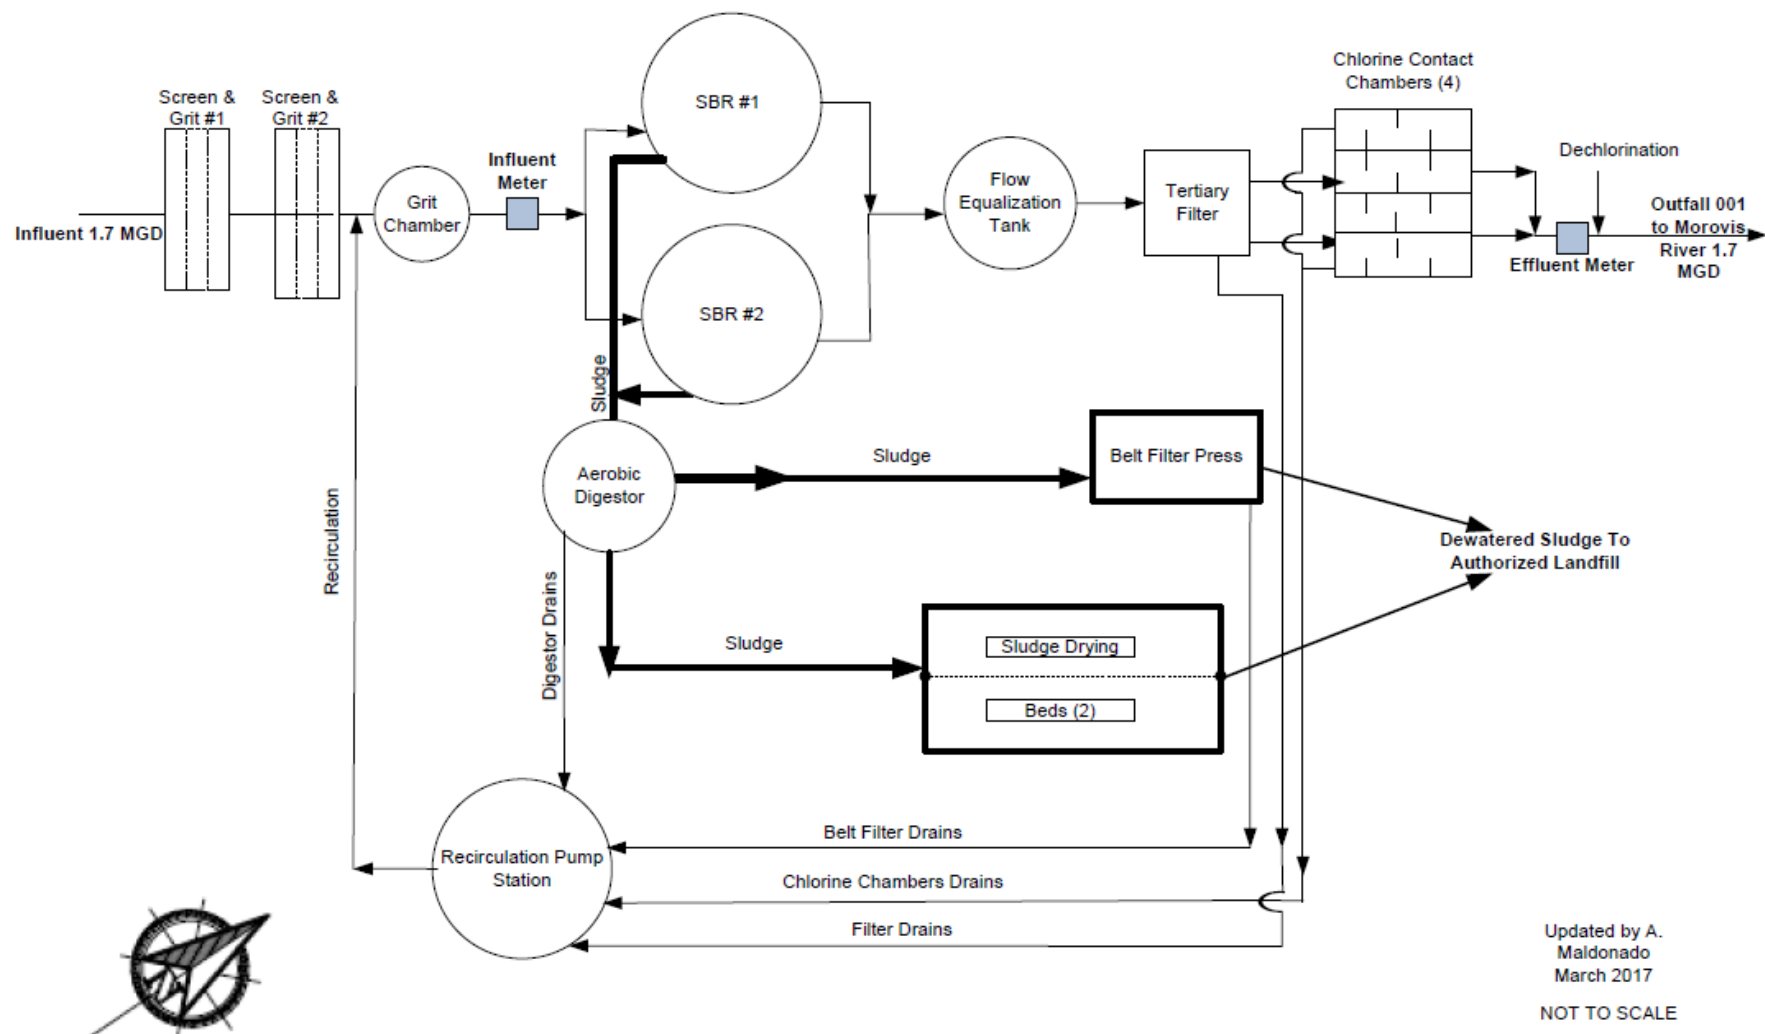 Screen &
Grit #1
Screen &
Grit #2
Influent 1.7 MGD
Grit
Chamber
Influent
Meter
SBR #1
SBR #2
Flow
Equalization
Tank
Tertiary
Filter
Chlorine Contact
Chambers (4)
Dechlorination
Effluent Meter
Outfall 001
to Morovis
River 1.7
MGD
Sludge
Aerobic
Digestor
Sludge
Belt Filter Press
Dewatered Sludge To
Authorized Landfill
Sludge
Sludge Drying
Beds (2)
Recirculation
Digestor Drains
Recirculation Pump
Station
Belt Filter Drains
Chlorine Chambers Drains
Filter Drains
Updated by A.
Maldonado
March 2017
NOT TO SCALE